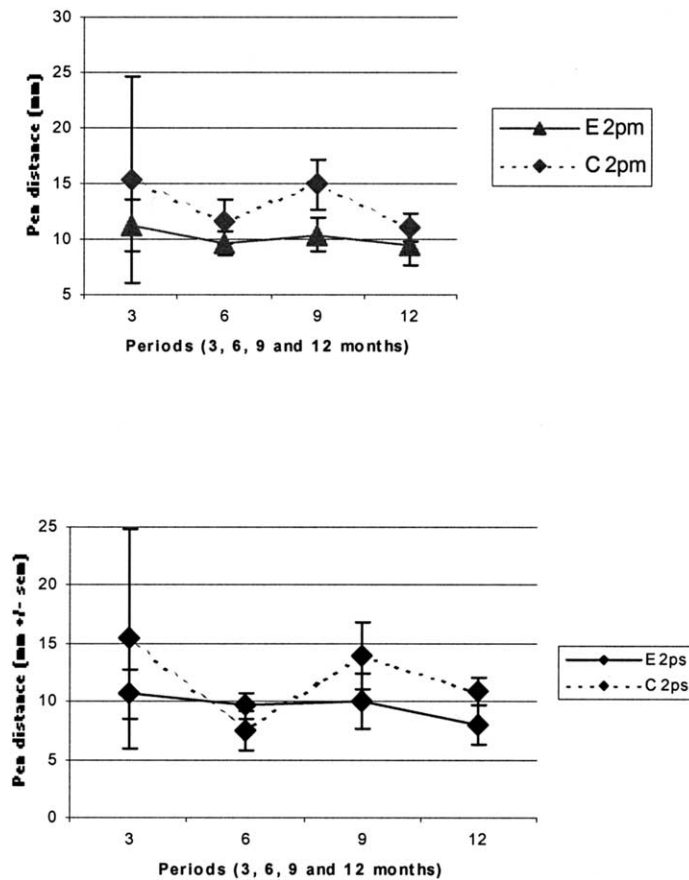 30
25
20
15
10
5
Pen distance (mm)
3 6 9 12
Periods (3, 6, 9 and 12 months)
E 2pm
C 2pm
25
20
15
10
5
0
Pen distance (mm +/- sem)
3 6 9 12
Periods (3, 6, 9 and 12 months)
E 2ps
C 2ps